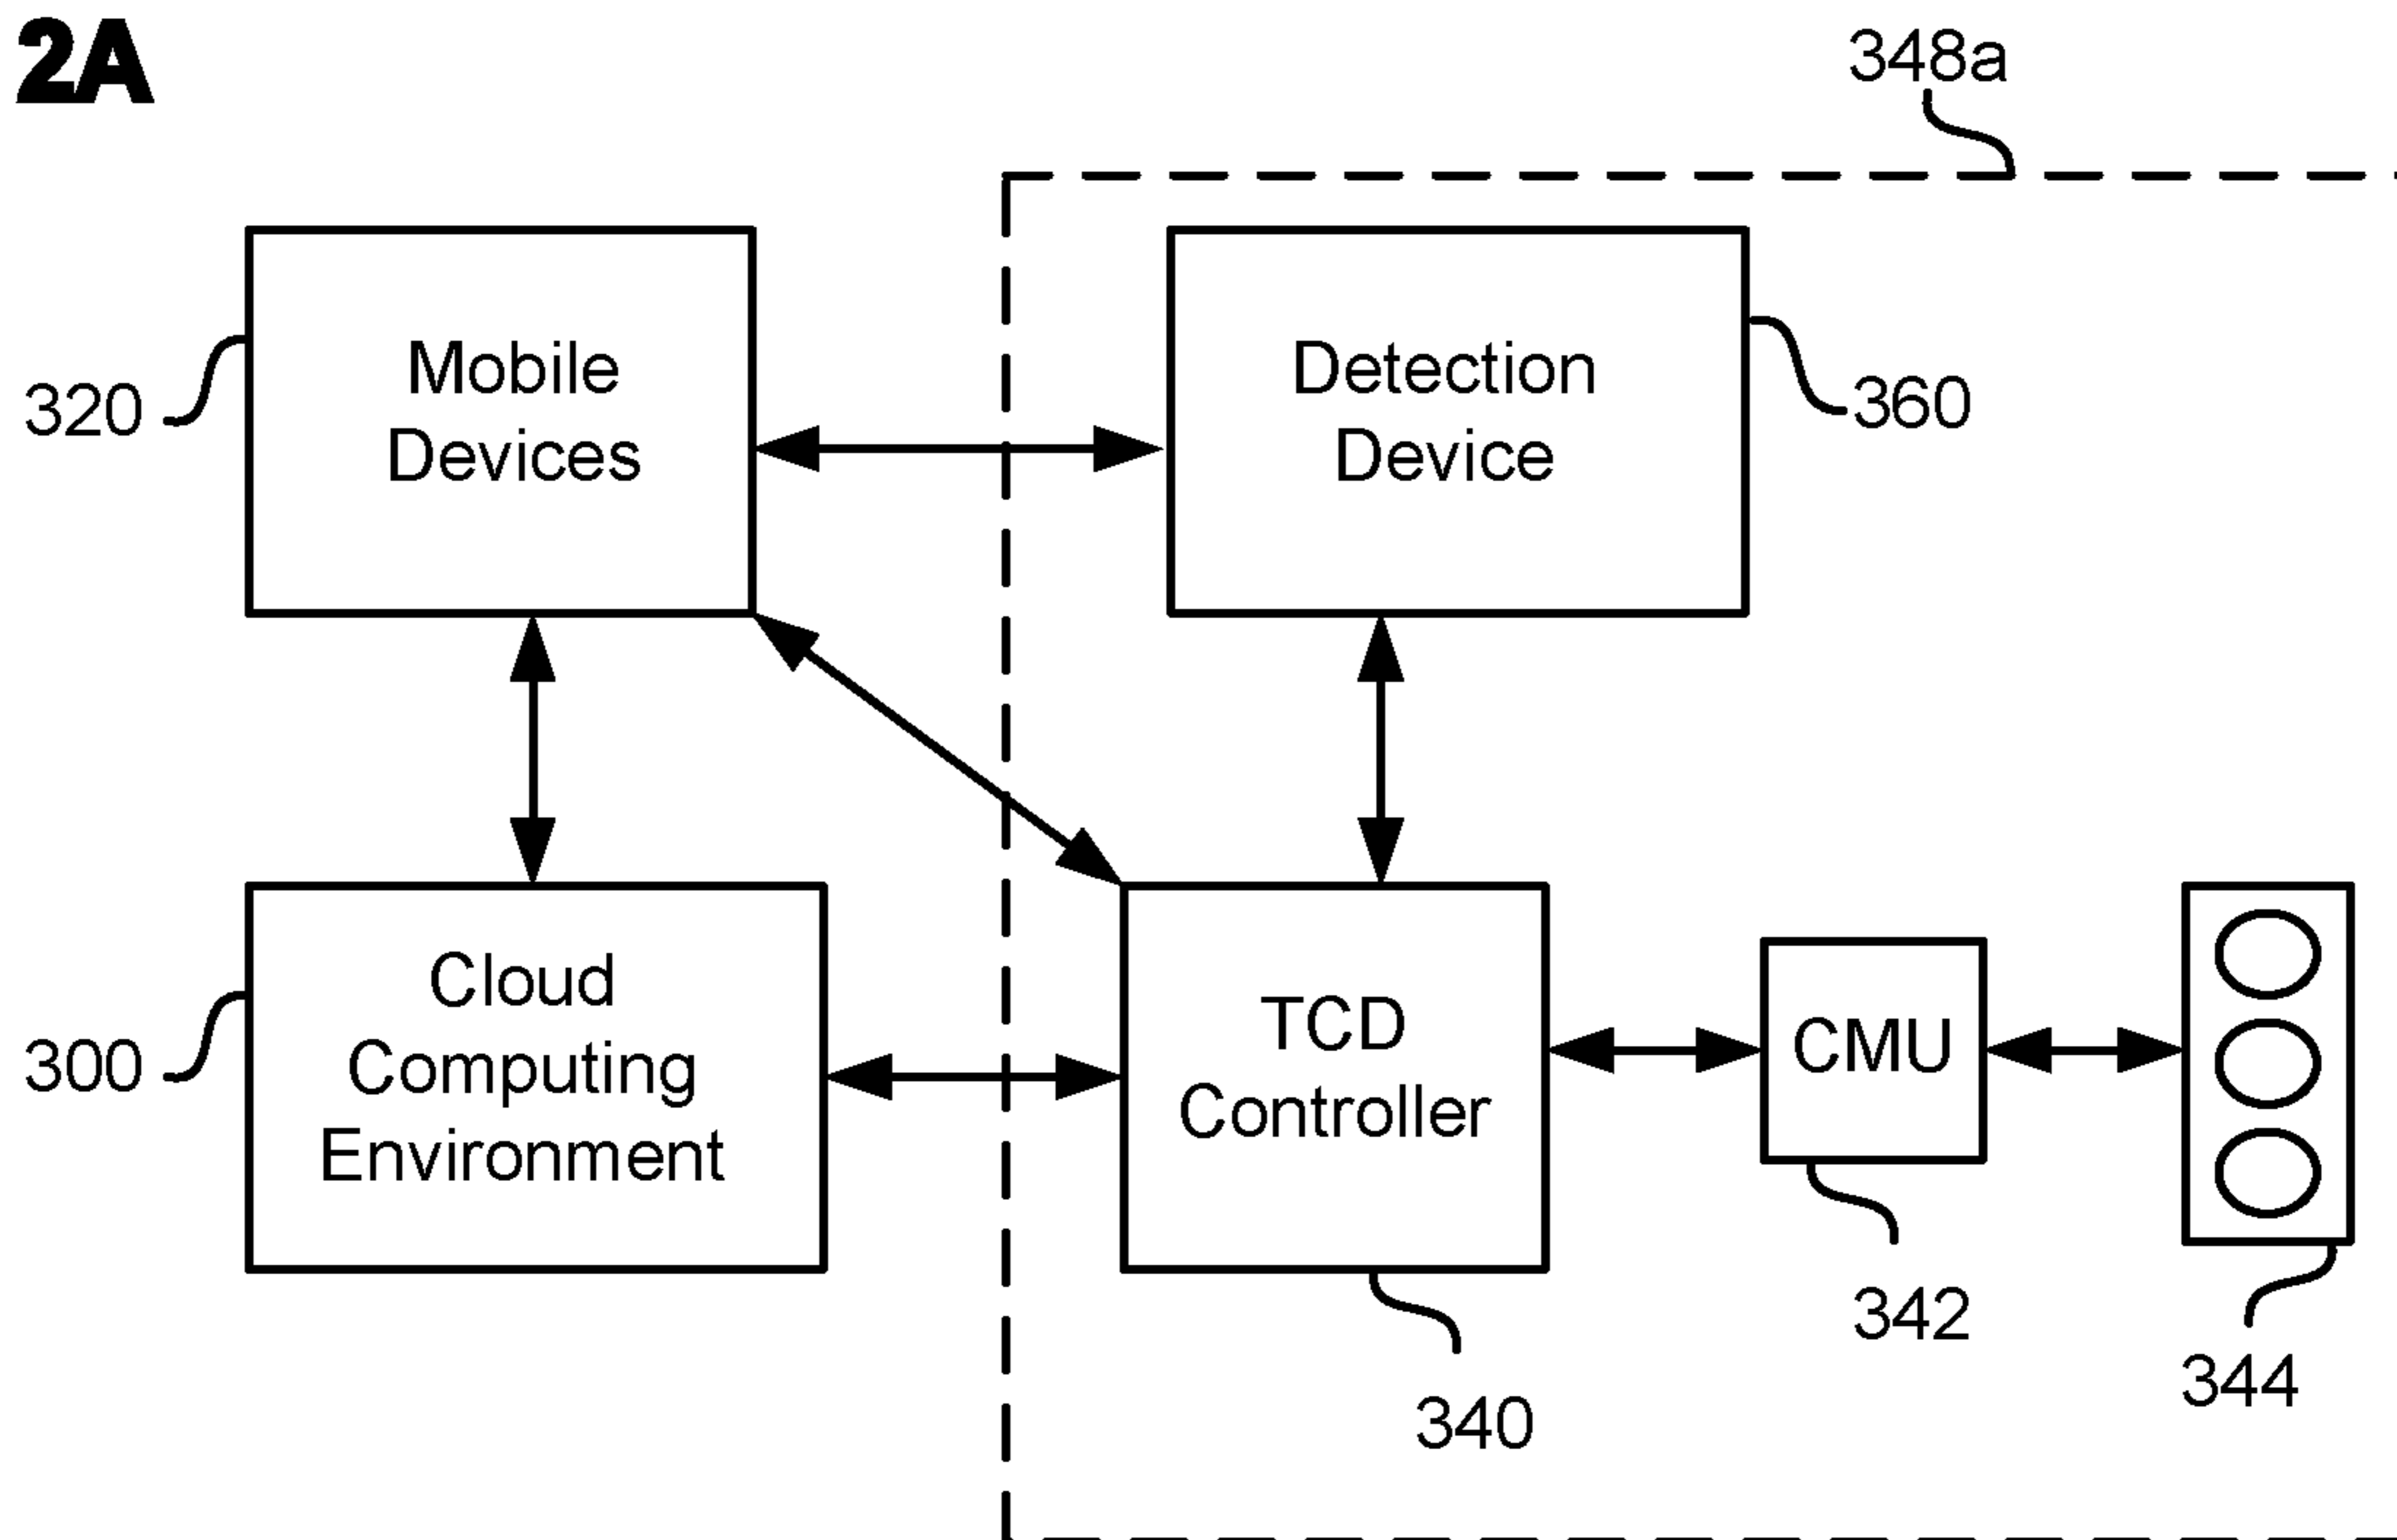 2A
348a
Mobile
Devices
320
Detection
Device
360
Cloud
Computing
Environment
300
TCD
Controller
340
CMU
342
344